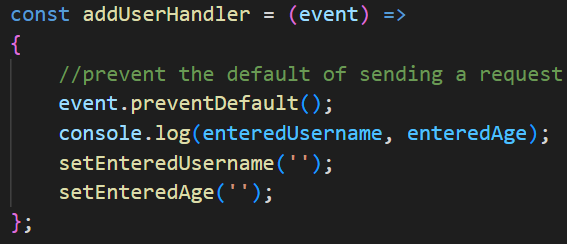 const addUserHandler = (event) =>
{
//prevent the default of sending a request
event.preventDefault();
console.log(enteredUsername, enteredAge);
setEnteredUsername('');
setEnteredAge('');
};